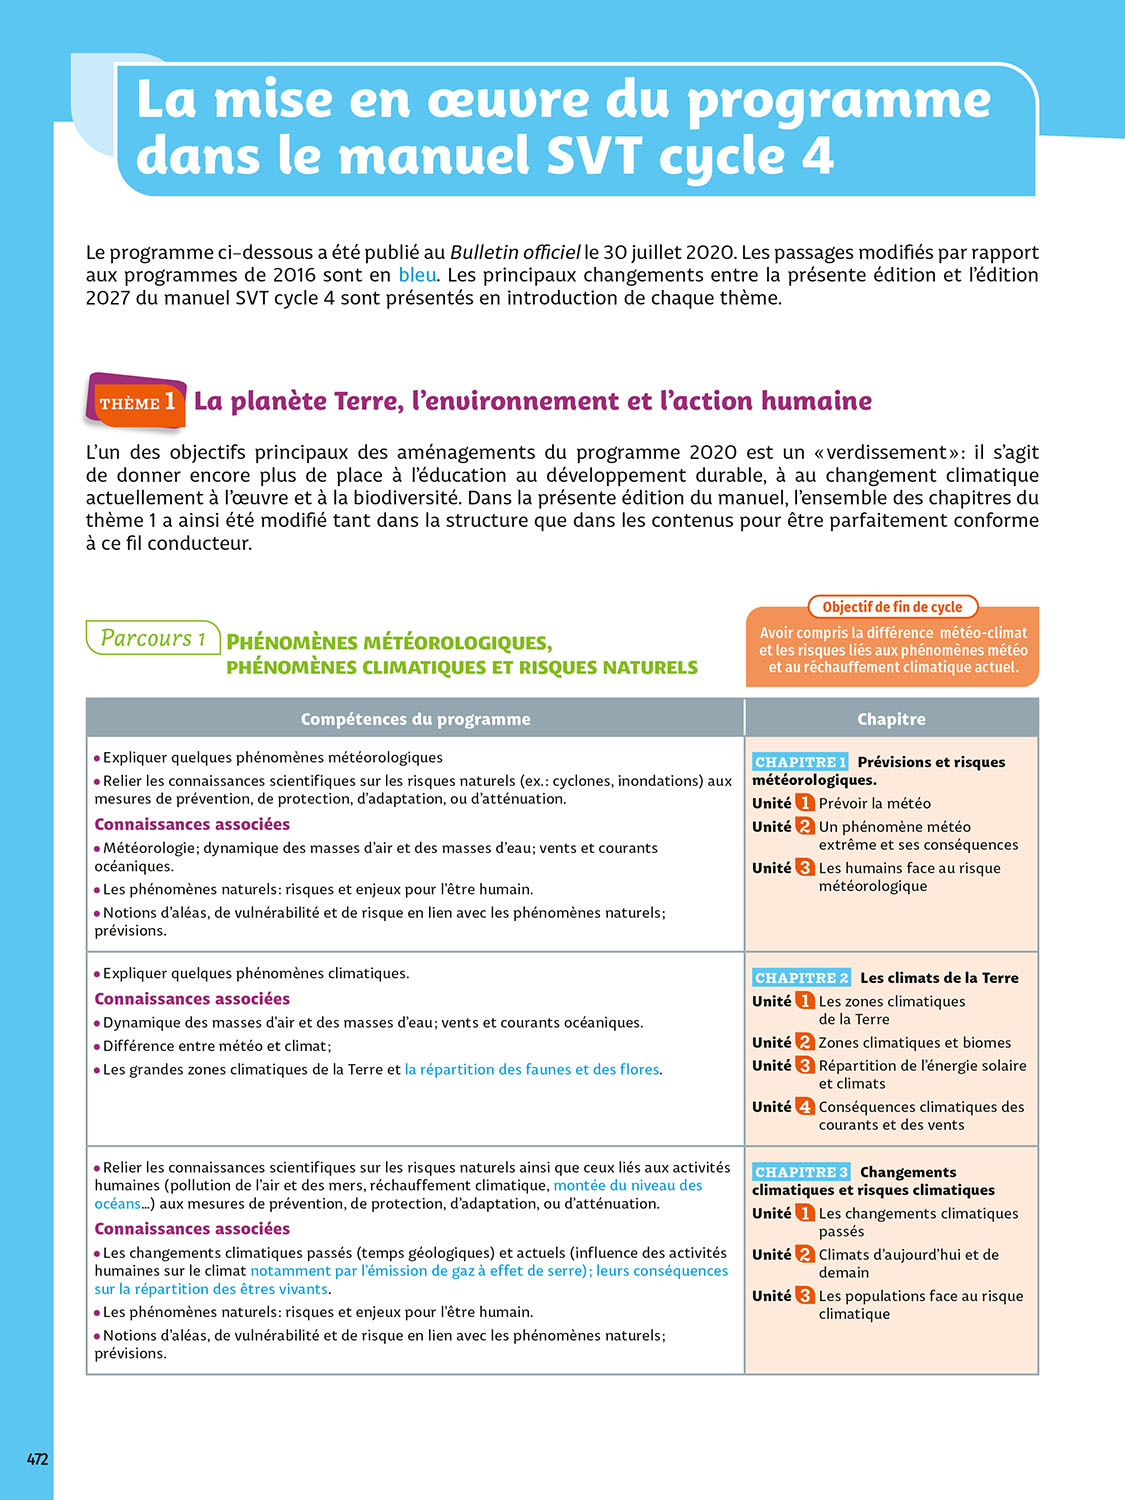 La mise en œuvre du programme
dans le manuel SVT cycle 4
Le programme ci-dessous a été publié au Bulletin officiel le 30 juillet 2020. Les passages modifiés par rapport
aux programmes de 2016 sont en bleu. Les principaux changements entre la présente édition et l’édition
2027 du manuel SVT cycle 4 sont présentés en introduction de chaque thème.
THÈME 1 La planète Terre, l’environnement et l’action humaine
L’un des objectifs principaux des aménagements du programme 2020 est un « verdissement » : il s’agit
de donner encore plus de place à l’éducation au développement durable, à au changement climatique
actuellement à l’œuvre et à la biodiversité. Dans la présente édition du manuel, l’ensemble des chapitres du
thème 1 a ainsi été modifié tant dans la structure que dans les contenus pour être parfaitement conforme
à ce fil conducteur.
Parcours 1 PHÉNOMÈNES MÉTÉOROLOGIQUES,
PHÉNOMÈNES CLIMATIQUES ET RISQUES NATURELS
Objectif de fin de cycle
Avoir compris la différence météo-climat
et les risques liés aux phénomènes météo
et au réchauffement climatique actuel.
Compétences du programme
Chapitre
• Expliquer quelques phénomènes météorologiques
• Relier les connaissances scientifiques sur les risques naturels (ex. : cyclones, inondations) aux
mesures de prévention, de protection, d’adaptation, ou d’atténuation.
Connaissances associées
• Météorologie ; dynamique des masses d’air et des masses d’eau ; vents et courants
océaniques.
• Les phénomènes naturels : risques et enjeux pour l’être humain.
• Notions d’aléas, de vulnérabilité et de risque en lien avec les phénomènes naturels ;
prévisions.
CHAPITRE 1 Prévisions et risques
météorologiques.
Unité 1 Prévoir la météo
Unité 2 Un phénomène météo
extrême et ses conséquences
Unité 3 Les humains face au risque
météorologique
• Expliquer quelques phénomènes climatiques.
Connaissances associées
• Dynamique des masses d’air et des masses d’eau ; vents et courants océaniques.
• Différence entre météo et climat ;
• Les grandes zones climatiques de la Terre et la répartition des faunes et des flores.
CHAPITRE 2 Les climats de la Terre
Unité 1 Les zones climatiques
de la Terre
Unité 2 Zones climatiques et biomes
Unité 3 Répartition de l’énergie solaire
et climats
Unité 4 Conséquences climatiques des
courants et des vents
• Relier les connaissances scientifiques sur les risques naturels ainsi que ceux liés aux activités
humaines (pollution de l’air et des mers, réchauffement climatique, montée du niveau des
océans…) aux mesures de prévention, de protection, d’adaptation, ou d’atténuation.
Connaissances associées
• Les changements climatiques passés (temps géologiques) et actuels (influence des activités
humaines sur le climat notamment par l’émission de gaz à effet de serre) ; leurs conséquences
sur la répartition des êtres vivants.
• Les phénomènes naturels : risques et enjeux pour l’être humain.
• Notions d’aléas, de vulnérabilité et de risque en lien avec les phénomènes naturels ;
prévisions.
CHAPITRE 3 Changements
climatiques et risques climatiques
Unité 1 Les changements climatiques
passés
Unité 2 Climats d’aujourd’hui et de
demain
Unité 3 Les populations face au risque
climatique
472